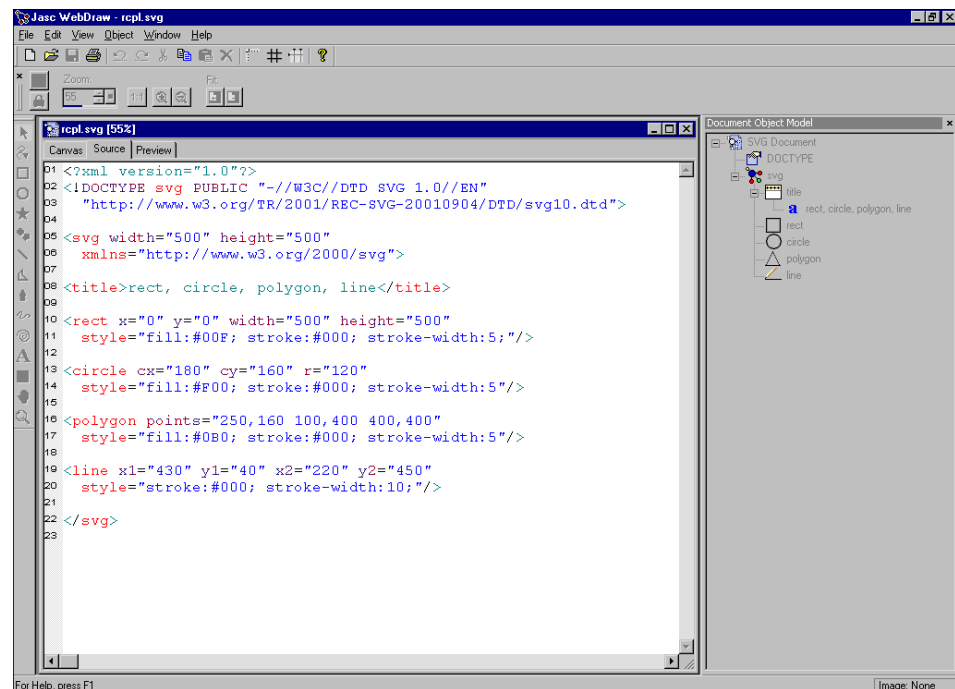 Jasc WebDraw - rcpl.svg
File Edit View Object Window Help
Zoom: Fit:
55 1:1
rcpl.svg [55%]
Canvas Source Preview
01 <?xml version="1.0"?>
02 <!DOCTYPE svg PUBLIC "-//W3C//DTD SVG 1.0//EN"
03 "http://www.w3.org/TR/2001/REC-SVG-20010904/DTD/svg10.dtd">
04
05 <svg width="500" height="500"
06 xmlns="http://www.w3.org/2000/svg">
07
08 <title>rect, circle, polygon, line</title>
09
10 <rect x="0" y="0" width="500" height="500"
11 style="fill:#00F; stroke:#000; stroke-width:5;"/>
12
13 <circle cx="180" cy="160" r="120"
14 style="fill:#F00; stroke:#000; stroke-width:5"/>
15
16 <polygon points="250,160 100,400 400,400"
17 style="fill:#0B0; stroke:#000; stroke-width:5"/>
18
19 <line x1="430" y1="40" x2="220" y2="450"
20 style="stroke:#000; stroke-width:10;"/>
21
22 </svg>
23
Document Object Model
SVG Document
DOCTYPE
svg
title
a rect, circle, polygon, line
rect
circle
polygon
line
For Help, press F1
Image: None